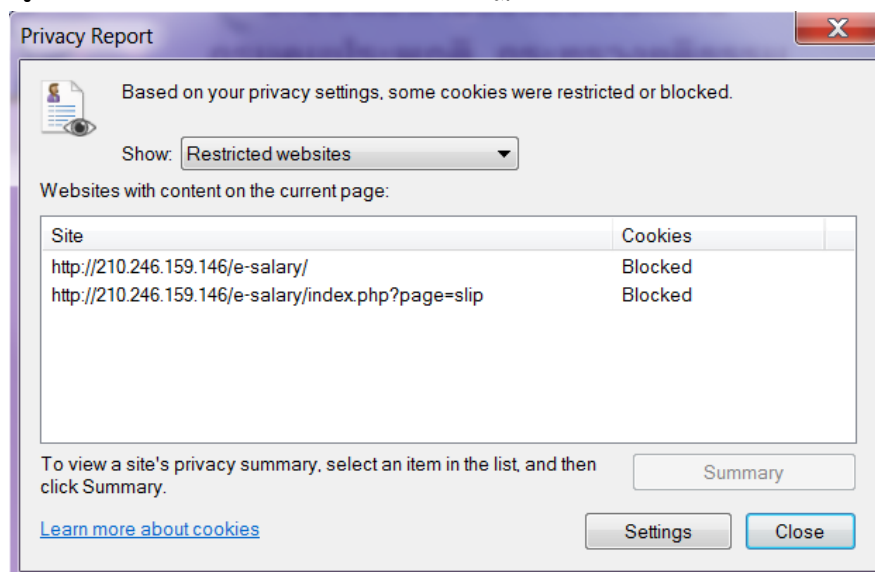 Privacy Report
X
Based on your privacy settings, some cookies were restricted or blocked.
Show: Restricted websites
Websites with content on the current page:
Site Cookies
http://210.246.159.146/e-salary/ Blocked
http://210.246.159.146/e-salary/index.php?page=slip Blocked
To view a site's privacy summary, select an item in the list, and then
click Summary.
Summary
Learn more about cookies
Settings Close